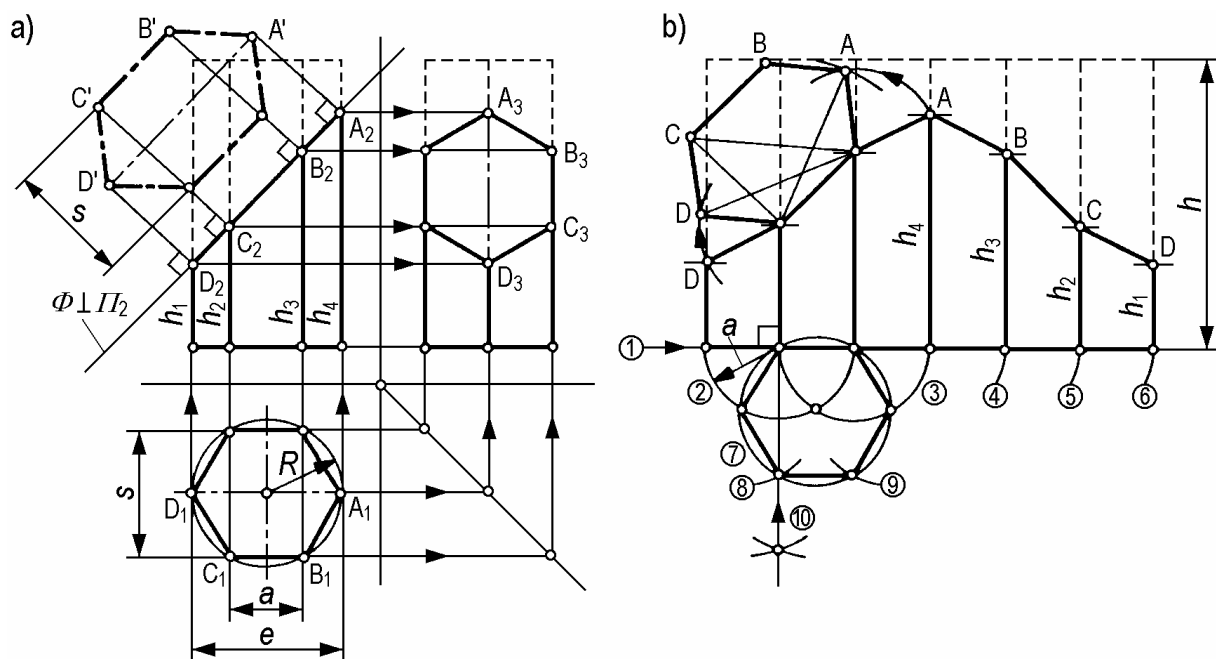 a)
B'
A'
C'
D'
s
A₂
B₂
C₂
D₂
Φ⊥Π₂
h₁
h₂
h₃
h₄
A₃
B₃
C₃
D₃
s
R
D₁
A₁
C₁
B₁
a
e
b)
B
A
A
C
B
D
C
D
D
h₄
h₃
h₂
h₁
h
①
a
②
③
④
⑤
⑥
⑦
⑧
⑨
⑩